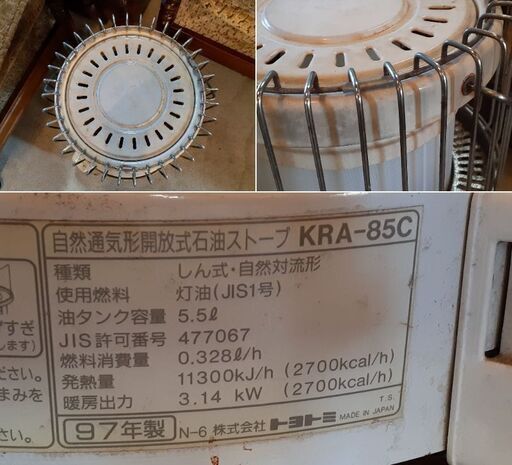 自然通気形開放式石油ストーブ KRA-85C
種類 しん式・自然対流形
使用燃料 灯油(JIS1号)
油タンク容量 5.5ℓ
JIS許可番号 477067
燃料消費量 0.328ℓ/h
発熱量 11300kJ/h (2700kcal/h)
暖房出力 3.14 kW (2700kcal/h)
T.S.
97年製 N-6 株式会社 トヨトミ MADE IN JAPAN
すぎ
します)
ださい。
まみを
い。